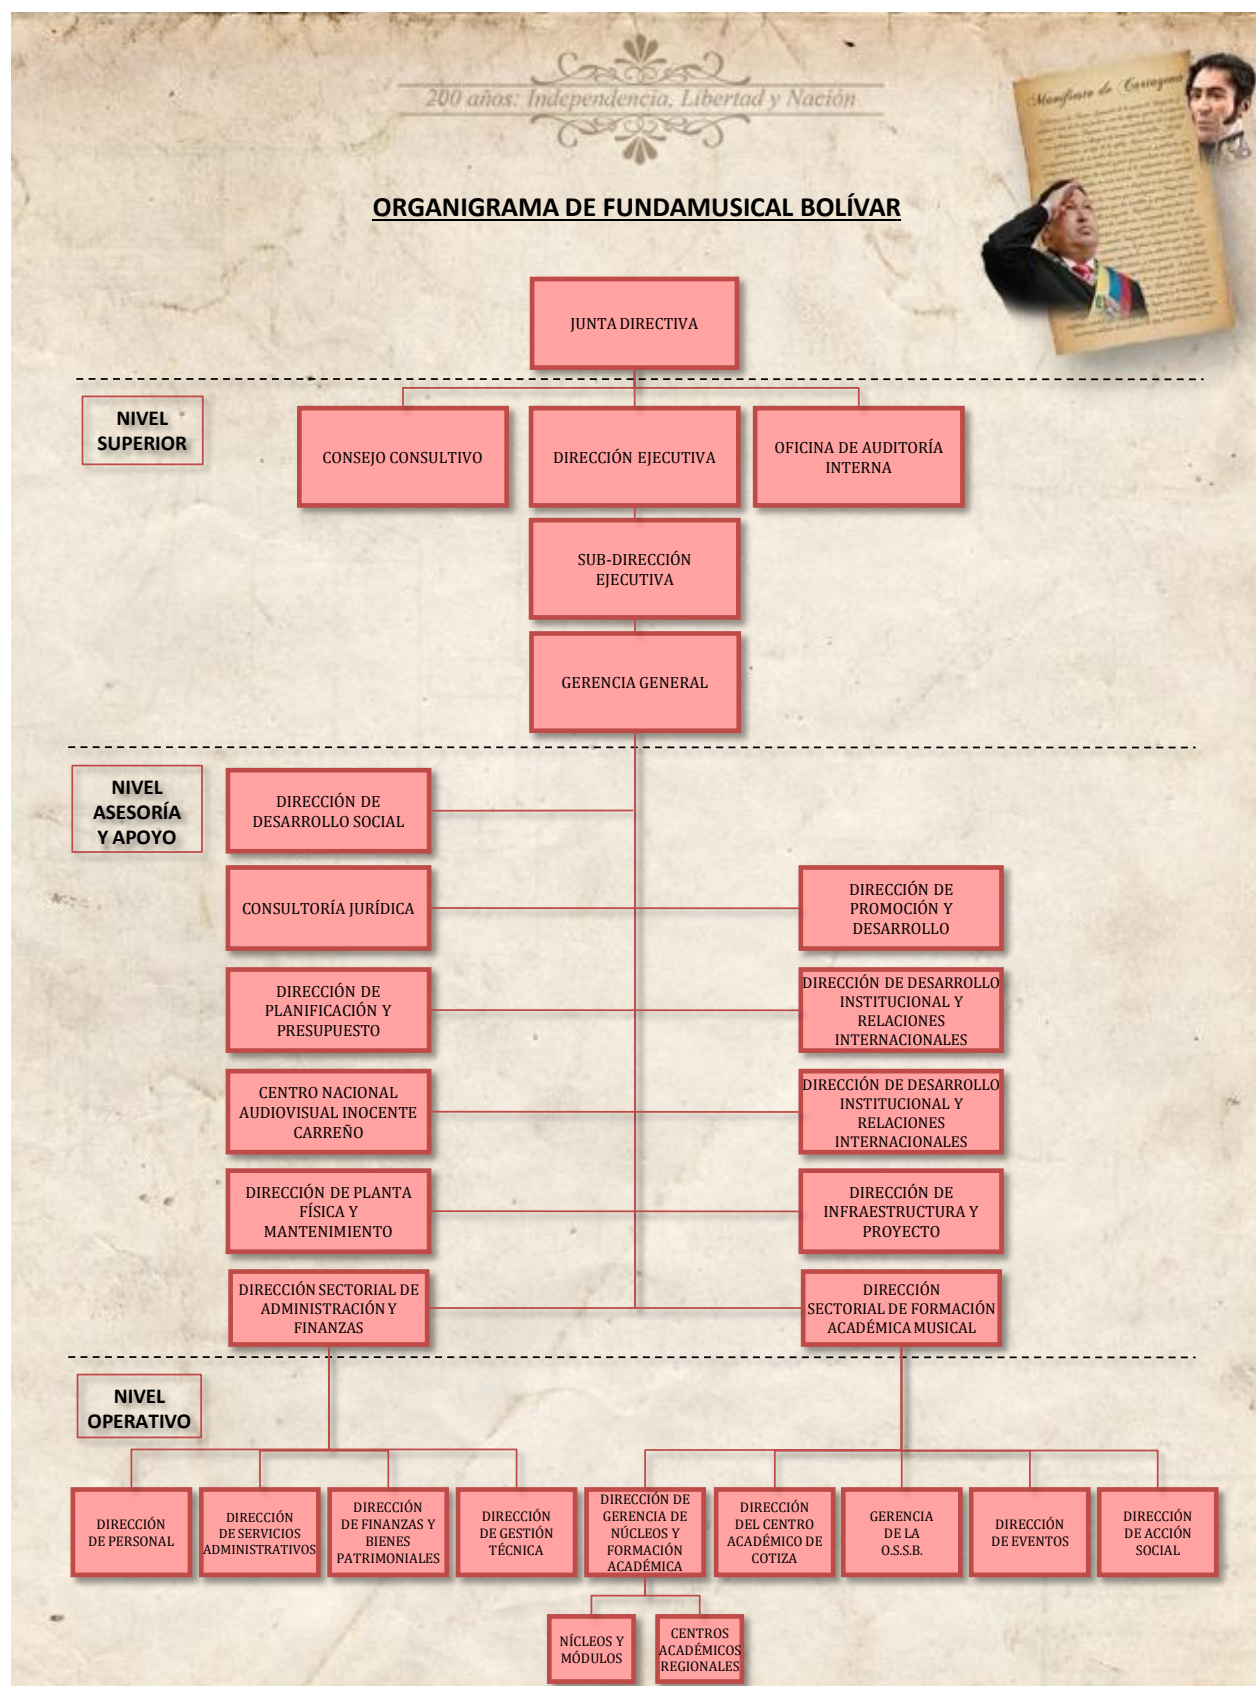 200 años: Independencia, Libertad y Nación
Manifiesto de Cartagena
ORGANIGRAMA DE FUNDAMUSICAL BOLÍVAR
JUNTA DIRECTIVA
NIVEL
SUPERIOR
CONSEJO CONSULTIVO
DIRECCIÓN EJECUTIVA
OFICINA DE AUDITORÍA
INTERNA
SUB-DIRECCIÓN
EJECUTIVA
GERENCIA GENERAL
NIVEL
ASESORÍA
Y APOYO
DIRECCIÓN DE
DESARROLLO SOCIAL
CONSULTORÍA JURÍDICA
DIRECCIÓN DE
PROMOCIÓN Y
DESARROLLO
DIRECCIÓN DE
PLANIFICACIÓN Y
PRESUPUESTO
DIRECCIÓN DE DESARROLLO
INSTITUCIONAL Y
RELACIONES
INTERNACIONALES
CENTRO NACIONAL
AUDIOVISUAL INOCENTE
CARREÑO
DIRECCIÓN DE DESARROLLO
INSTITUCIONAL Y
RELACIONES
INTERNACIONALES
DIRECCIÓN DE PLANTA
FÍSICA Y
MANTENIMIENTO
DIRECCIÓN DE
INFRAESTRUCTURA Y
PROYECTO
DIRECCIÓN SECTORIAL DE
ADMINISTRACIÓN Y
FINANZAS
DIRECCIÓN
SECTORIAL DE FORMACIÓN
ACADÉMICA MUSICAL
NIVEL
OPERATIVO
DIRECCIÓN
DE PERSONAL
DIRECCIÓN
DE SERVICIOS
ADMINISTRATIVOS
DIRECCIÓN
DE FINANZAS Y
BIENES
PATRIMONIALES
DIRECCIÓN
DE GESTIÓN
TÉCNICA
DIRECCIÓN DE
GERENCIA DE
NÚCLEOS Y
FORMACIÓN
ACADÉMICA
DIRECCIÓN
DEL CENTRO
ACADÉMICO DE
COTIZA
GERENCIA
DE LA
O.S.S.B.
DIRECCIÓN
DE EVENTOS
DIRECCIÓN
DE ACCIÓN
SOCIAL
NÍCLEOS Y
MÓDULOS
CENTROS
ACADÉMICOS
REGIONALES